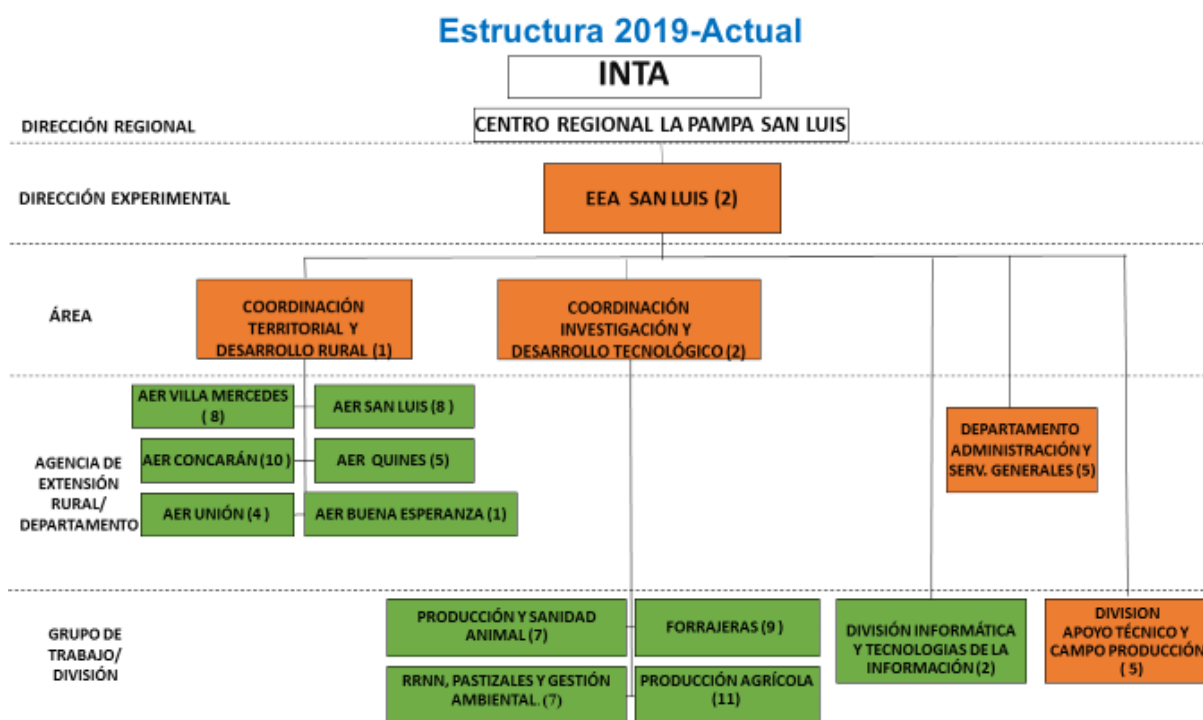 Estructura 2019-Actual
INTA
DIRECCIÓN REGIONAL
CENTRO REGIONAL LA PAMPA SAN LUIS
DIRECCIÓN EXPERIMENTAL
EEA SAN LUIS (2)
ÁREA
COORDINACIÓN
TERRITORIAL Y
DESARROLLO RURAL (1)
COORDINACIÓN
INVESTIGACIÓN Y
DESARROLLO TECNOLÓGICO (2)
AGENCIA DE
EXTENSIÓN
RURAL/
DEPARTAMENTO
AER VILLA MERCEDES
( 8)
AER SAN LUIS (8 )
AER CONCARÁN (10 )
AER QUINES (5)
AER UNIÓN (4 )
AER BUENA ESPERANZA (1)
DEPARTAMENTO
ADMINISTRACIÓN Y
SERV. GENERALES (5)
GRUPO DE
TRABAJO/
DIVISIÓN
PRODUCCIÓN Y SANIDAD
ANIMAL (7)
FORRAJERAS (9 )
RRNN, PASTIZALES Y GESTIÓN
AMBIENTAL. (7)
PRODUCCIÓN AGRÍCOLA
(11)
DIVISIÓN INFORMÁTICA
Y TECNOLOGIAS DE LA
INFORMACIÓN (2)
DIVISION
APOYO TÉCNICO Y
CAMPO PRODUCCIÓN
( 5)